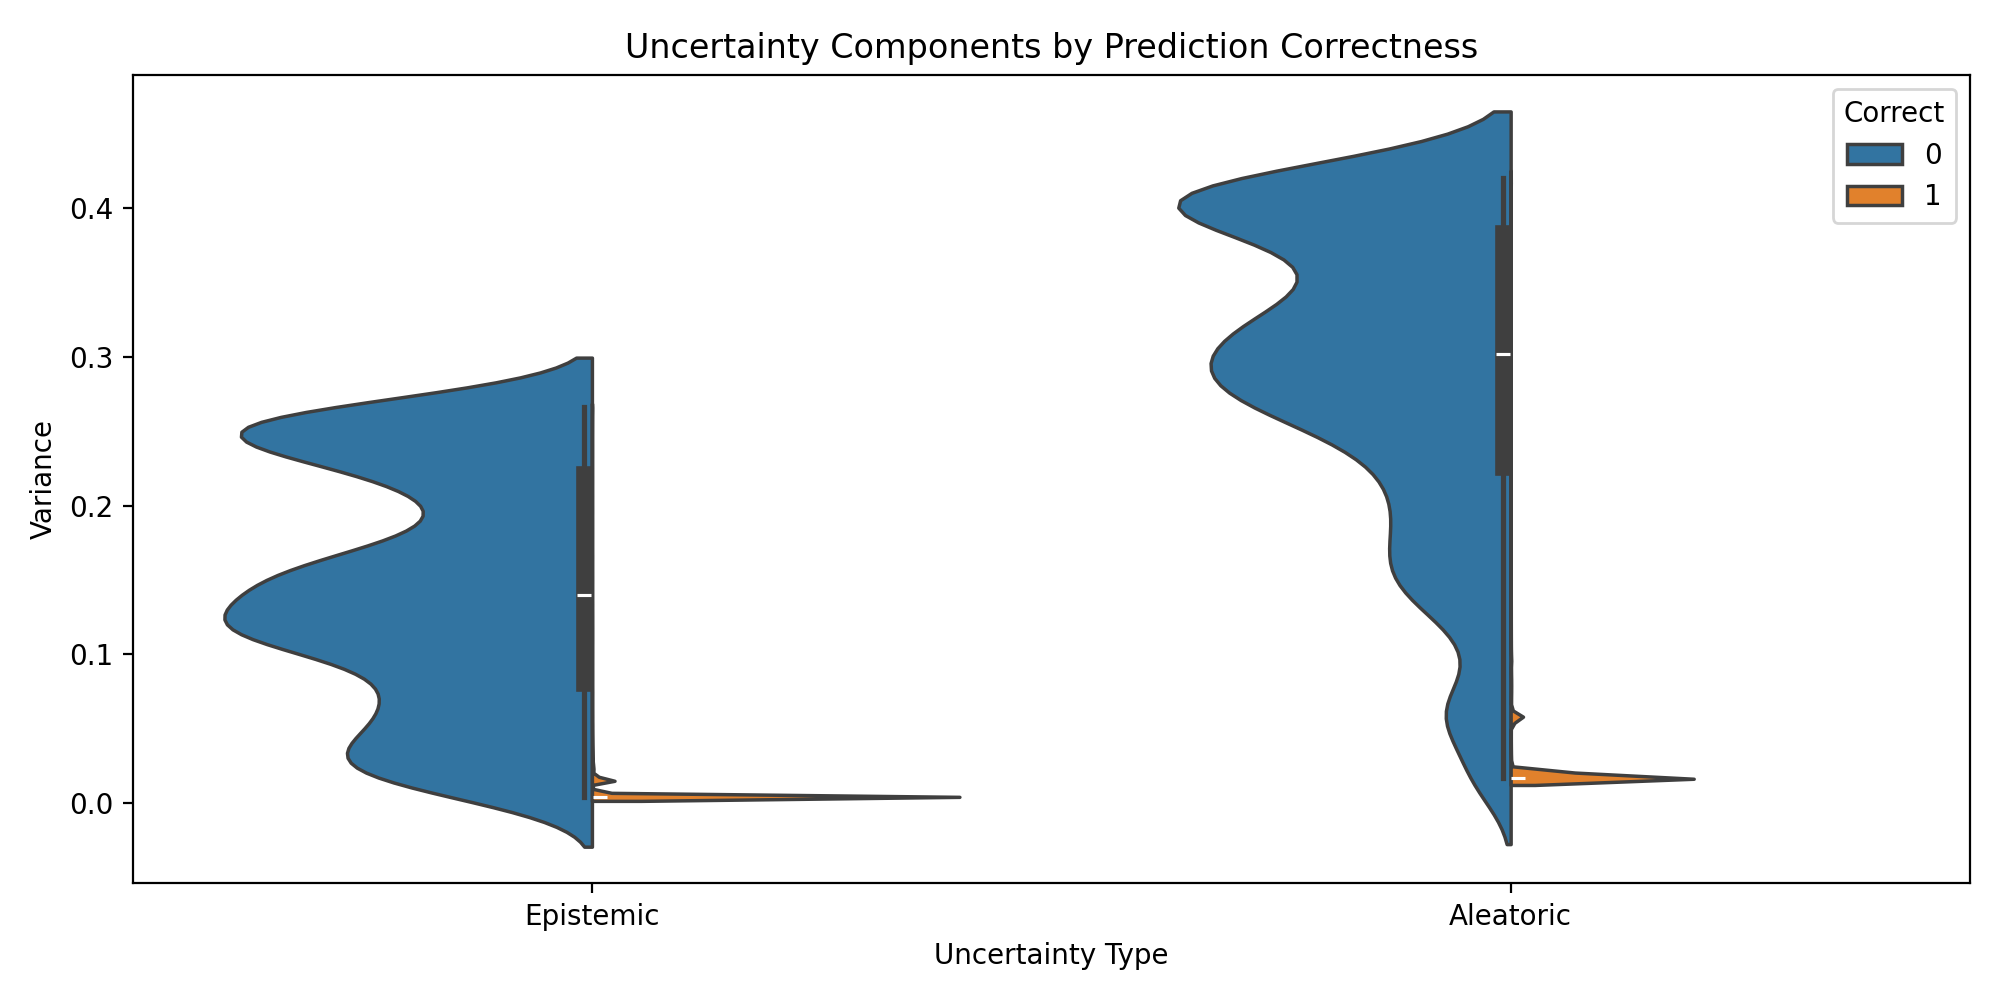 Uncertainty Components by Prediction Correctness
Correct
0
1
0.4
0.3
0.2
0.1
0.0
Variance
Epistemic
Aleatoric
Uncertainty Type